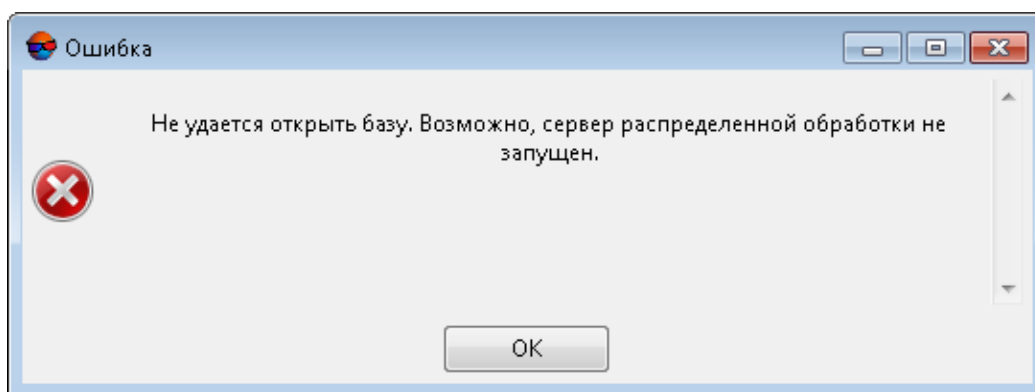 Ошибка
Не удается открыть базу. Возможно, сервер распределенной обработки не
запущен.
OK